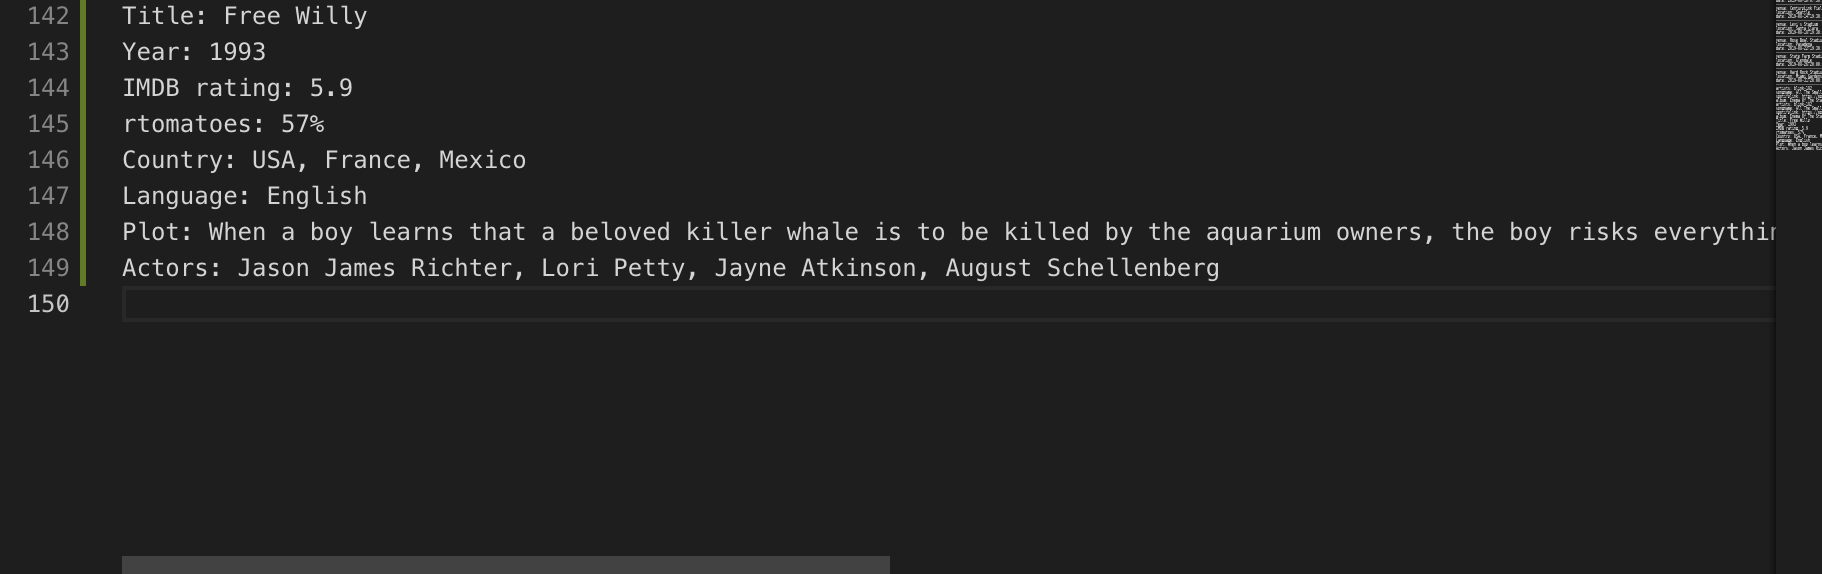 142 Title: Free Willy
143 Year: 1993
144 IMDB rating: 5.9
145 rtomatoes: 57%
146 Country: USA, France, Mexico
147 Language: English
148 Plot: When a boy learns that a beloved killer whale is to be killed by the aquarium owners, the boy risks everythin
149 Actors: Jason James Richter, Lori Petty, Jayne Atkinson, August Schellenberg
150